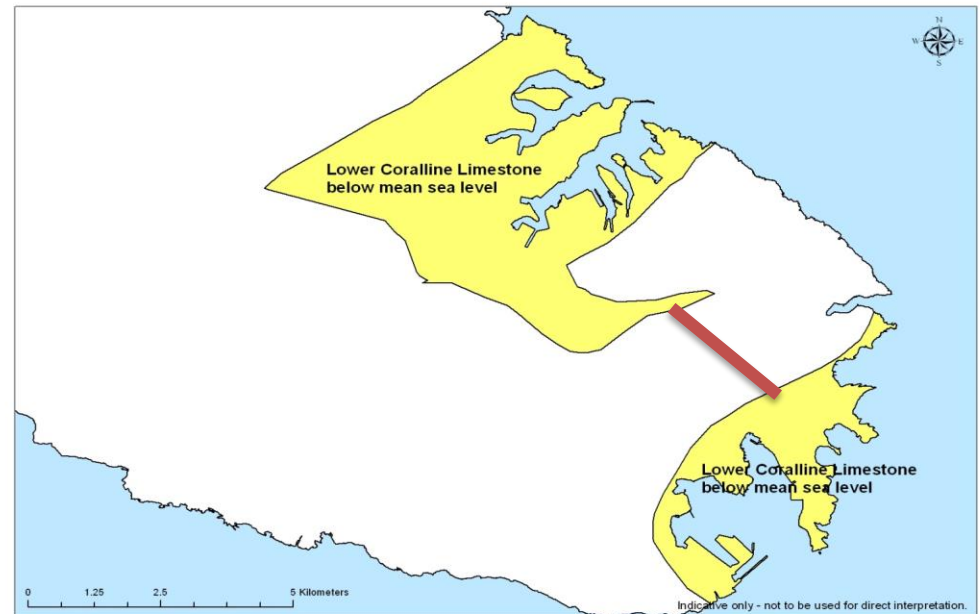 N
W E
S
Lower Coralline Limestone
below mean sea level
Lower Coralline Limestone
below mean sea level
0 1.25 2.5 5 Kilometers
Indicative only - not to be used for direct interpretation.